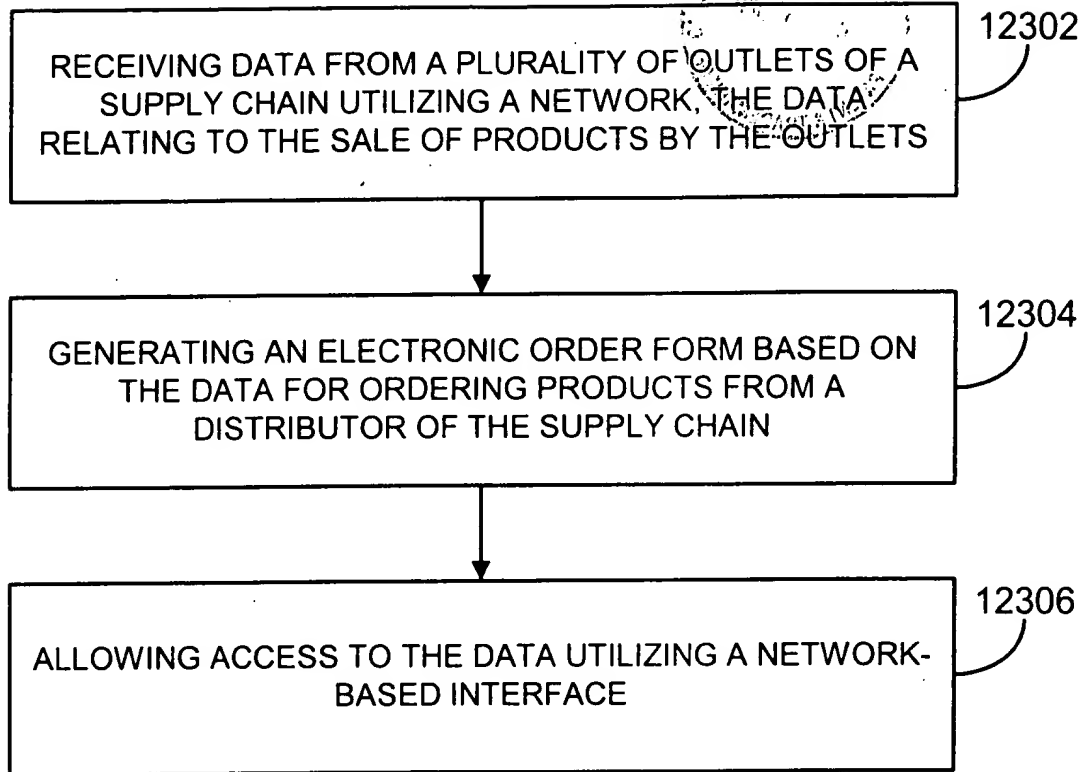 RECEIVING DATA FROM A PLURALITY OF OUTLETS OF A
SUPPLY CHAIN UTILIZING A NETWORK, THE DATA
RELATING TO THE SALE OF PRODUCTS BY THE OUTLETS
12302
GENERATING AN ELECTRONIC ORDER FORM BASED ON
THE DATA FOR ORDERING PRODUCTS FROM A
DISTRIBUTOR OF THE SUPPLY CHAIN
12304
ALLOWING ACCESS TO THE DATA UTILIZING A NETWORK-
BASED INTERFACE
12306